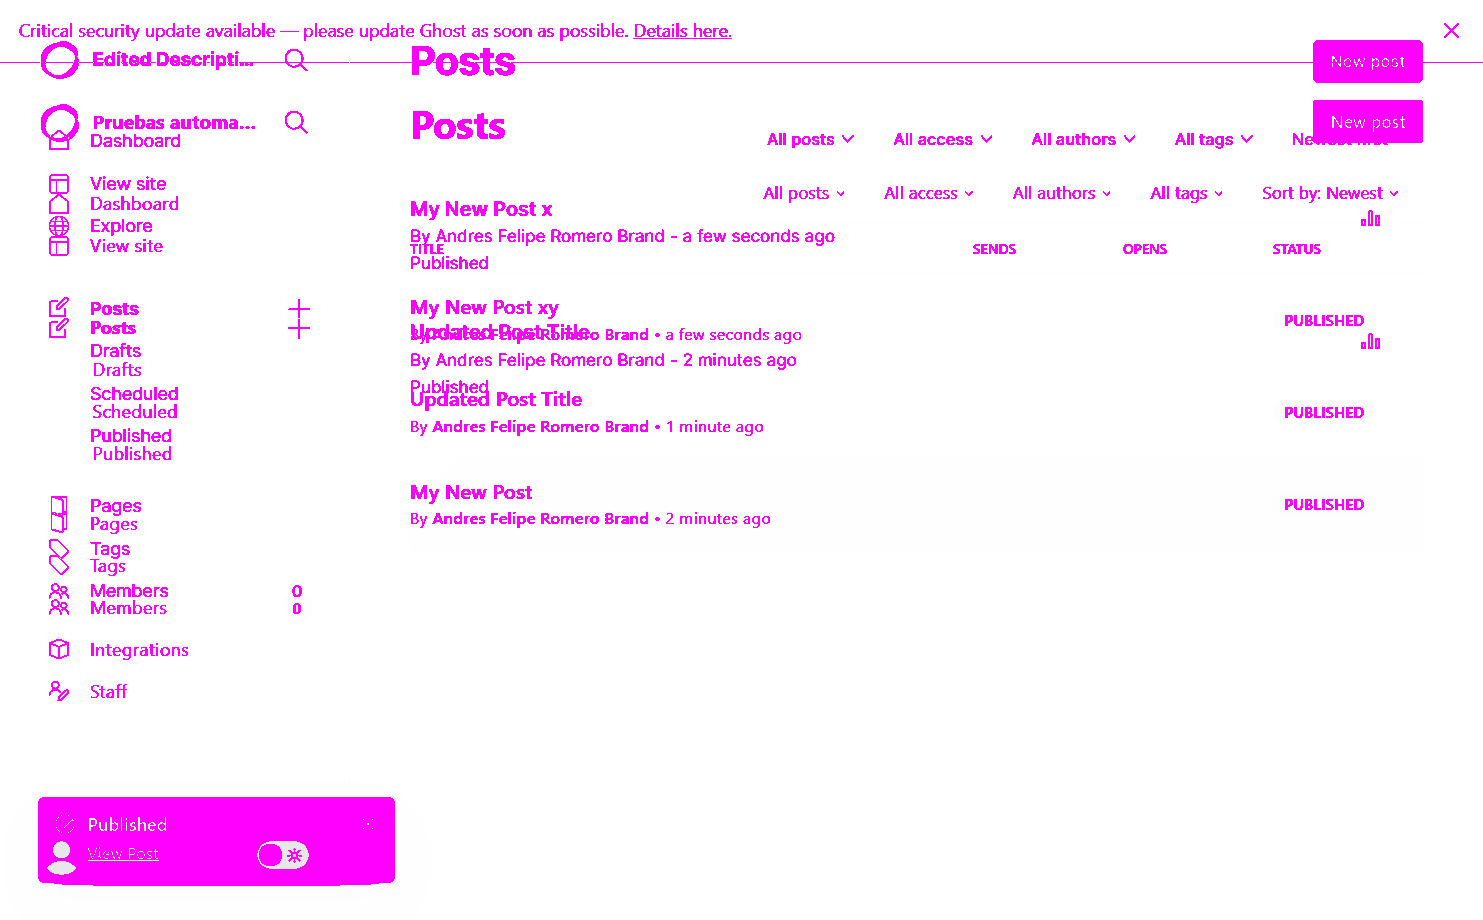 Critical security update available — please update Ghost as soon as possible. Details here.
Edited Descripti...
Posts
New post
Pruebas automa...
Posts
New post
Dashboard
All posts
All access
All authors
All tags
Newest first
View site
Dashboard
All posts
All access
All authors
All tags
Sort by: Newest
Explore
View site
My New Post x
By Andres Felipe Romero Brand - a few seconds ago
TITLE
SENDS
OPENS
STATUS
Published
Posts
Posts
My New Post xy
PUBLISHED
Updated Post Title
By Andres Felipe Romero Brand • a few seconds ago
Drafts
Drafts
By Andres Felipe Romero Brand - 2 minutes ago
Published
Scheduled
Scheduled
Updated Post Title
PUBLISHED
By Andres Felipe Romero Brand • 1 minute ago
Published
Published
Pages
Pages
My New Post
PUBLISHED
By Andres Felipe Romero Brand • 2 minutes ago
Tags
Tags
Members 0
Members 0
Integrations
Staff
Published
View Post